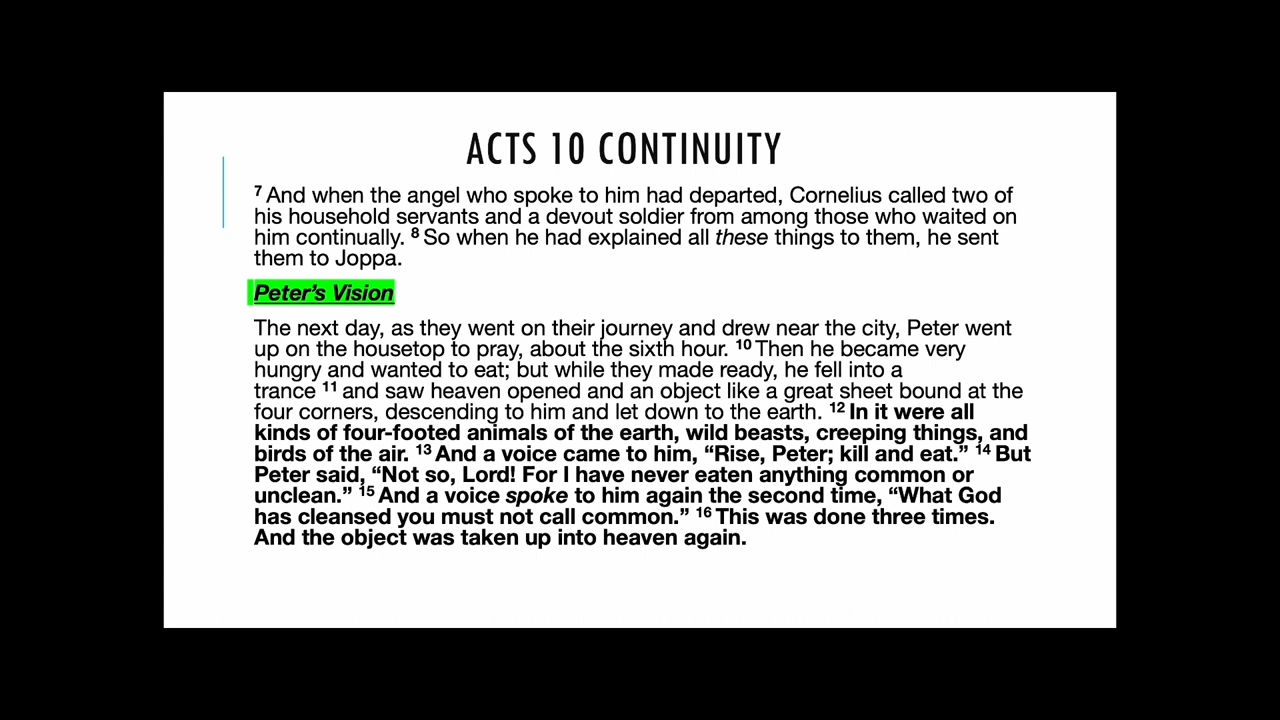 ACTS 10 CONTINUITY
7 And when the angel who spoke to him had departed, Cornelius called two of
his household servants and a devout soldier from among those who waited on
him continually. 8 So when he had explained all these things to them, he sent
them to Joppa.
Peter’s Vision
The next day, as they went on their journey and drew near the city, Peter went
up on the housetop to pray, about the sixth hour. 10 Then he became very
hungry and wanted to eat; but while they made ready, he fell into a
trance 11 and saw heaven opened and an object like a great sheet bound at the
four corners, descending to him and let down to the earth. 12 In it were all
kinds of four-footed animals of the earth, wild beasts, creeping things, and
birds of the air. 13 And a voice came to him, “Rise, Peter; kill and eat.” 14 But
Peter said, “Not so, Lord! For I have never eaten anything common or
unclean.” 15 And a voice spoke to him again the second time, “What God
has cleansed you must not call common.” 16 This was done three times.
And the object was taken up into heaven again.